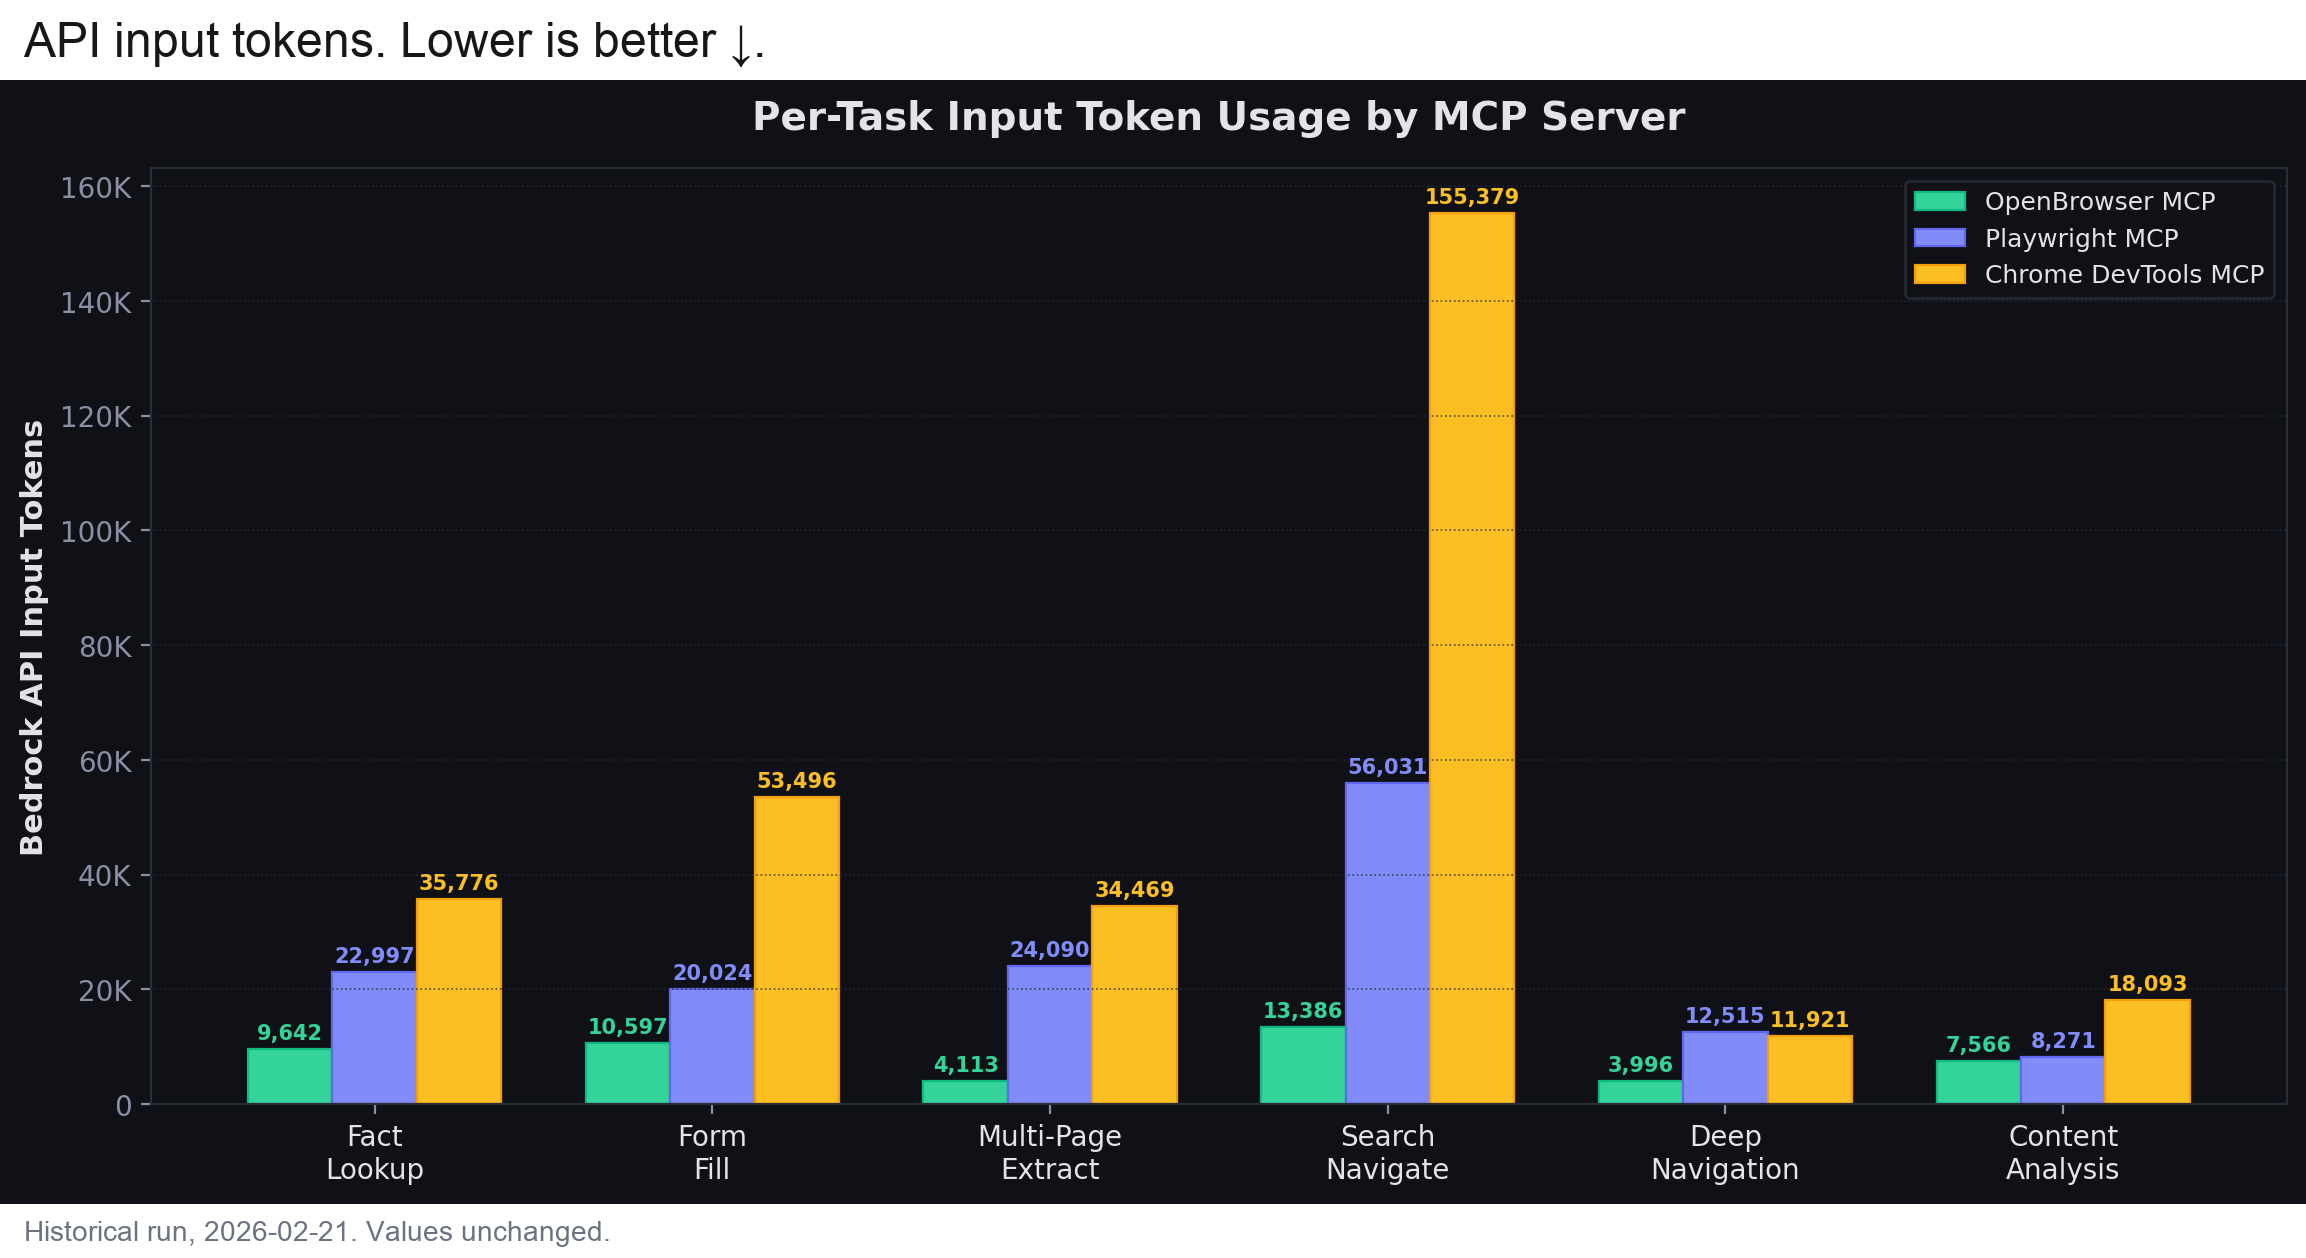 API input tokens. Lower is better ↓.
Per-Task Input Token Usage by MCP Server
Bedrock API Input Tokens
160K
140K
120K
100K
80K
60K
40K
20K
0
OpenBrowser MCP
Playwright MCP
Chrome DevTools MCP
9,642
22,997
35,776
10,597
20,024
53,496
4,113
24,090
34,469
13,386
56,031
155,379
3,996
12,515
11,921
7,566
8,271
18,093
Fact
Lookup
Form
Fill
Multi-Page
Extract
Search
Navigate
Deep
Navigation
Content
Analysis
Historical run, 2026-02-21. Values unchanged.